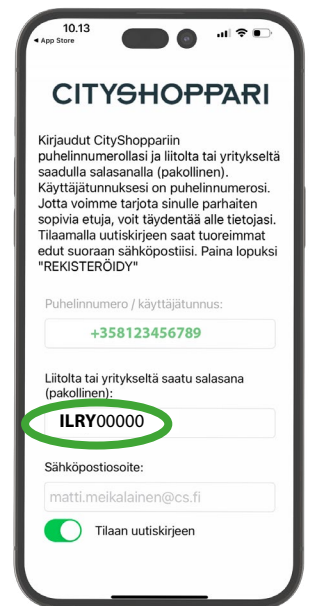 10.13
◀ App Store
CITYSHOPPARI
Kirjaudut CityShoppariin
puhelinnumerollasi ja liitolta tai yritykseltä
saadulla salasanalla (pakollinen).
Käyttäjätunnuksesi on puhelinnumerosi.
Jotta voimme tarjota sinulle parhaiten
sopivia etuja, voit täydentää alle tietojasi.
Tilaamalla uutiskirjeen saat tuoreimmat
edut suoraan sähköpostiisi. Paina lopuksi
"REKISTERÖIDY"
Puhelinnumero / käyttäjätunnus:
+358123456789
Liitolta tai yritykseltä saatu salasana
(pakollinen):
ILRY00000
Sähköpostiosoite:
matti.meikalainen@cs.fi
Tilaan uutiskirjeen